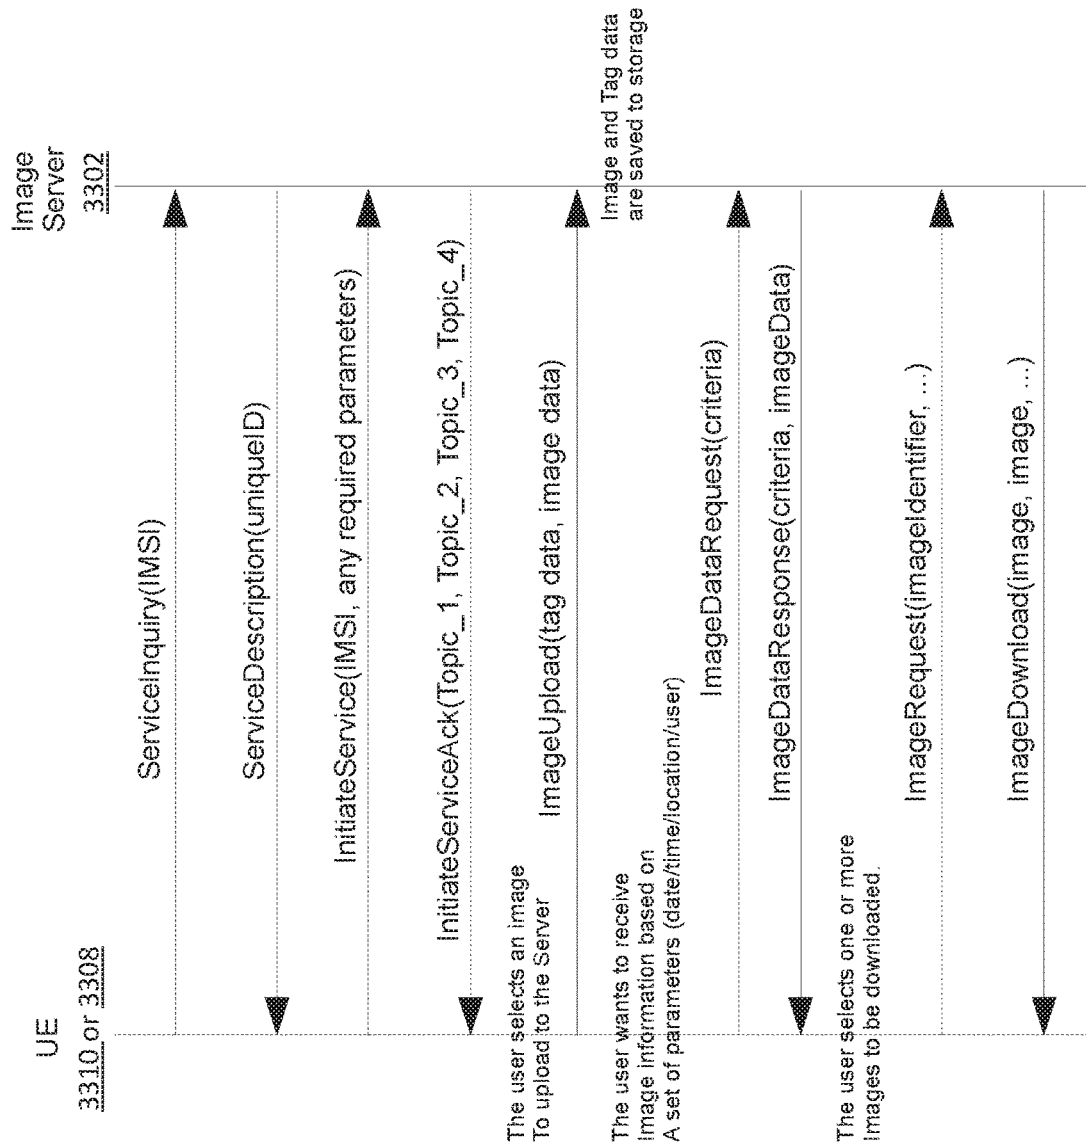 UE
3310 or 3308
Image
Server
3302
ServiceInquiry(IMSI)
ServiceDescription(uniqueID)
InitiateService(IMSI, any required parameters)
InitiateServiceAck(Topic_1, Topic_2, Topic_3, Topic_4)
The user selects an image
To upload to the Server
ImageUpload(tag data, image data)
Image and Tag data
are saved to storage
The user wants to receive
Image information based on
A set of parameters (date/time/location/user)
ImageDataRequest(criteria)
ImageDataResponse(criteria, imageData)
The user selects one or more
Images to be downloaded.
ImageRequest(imageIdentifier, ...)
ImageDownload(image, image, ...)